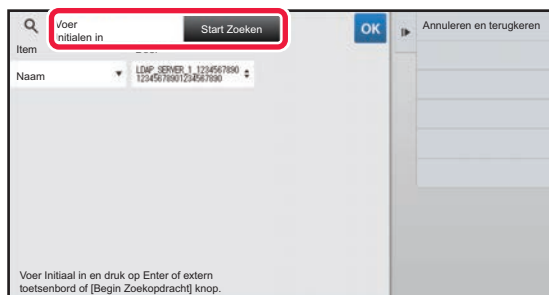 Voer
Initialen in
Start Zoeken
OK
Annuleren en terugkeren
Item
Naam
LDAP_SERVER_1_1234567890
12345678901234567890
Voer Initiaal in en druk op Enter of extern
toetsenbord of [Begin Zoekopdracht] knop.